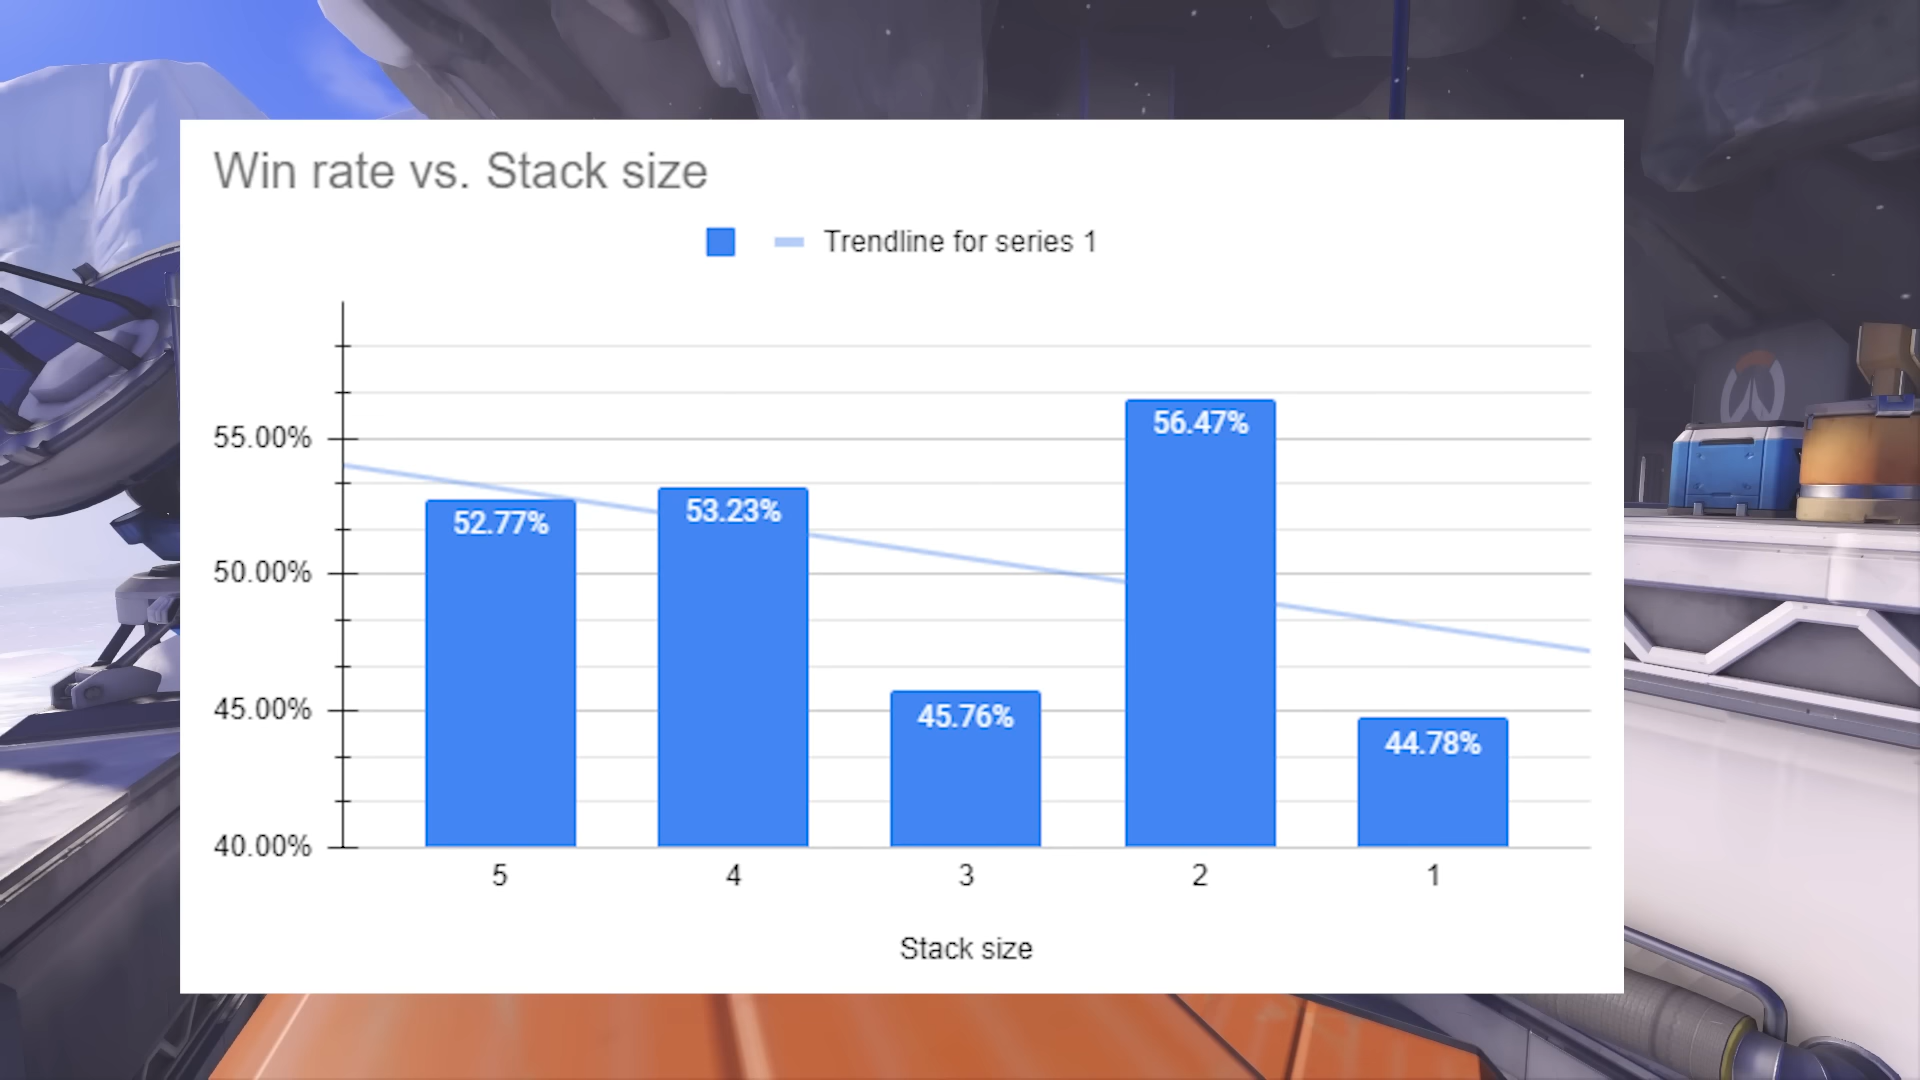 Win rate vs. Stack size
Trendline for series 1
55.00%
50.00%
45.00%
40.00%
52.77%
53.23%
45.76%
56.47%
44.78%
5 4 3 2 1
Stack size